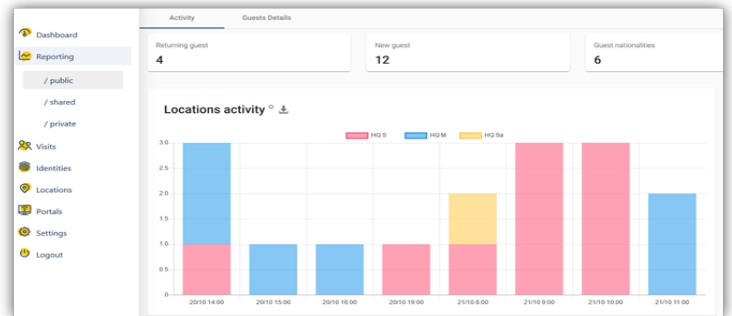 Activity Guests Details
Dashboard
Reporting
/ public
/ shared
/ private
Visits
Identities
Locations
Portals
Settings
Logout
Returning guest
4
New guest
12
Guest nationalities
6
Locations activity
HQ S HQ M HQ Sa
3.0
2.5
2.0
1.5
1.0
0.5
0
20/10 14:00 20/10 15:00 20/10 16:00 20/10 19:00 21/10 8:00 21/10 9:00 21/10 10:00 21/10 11:00